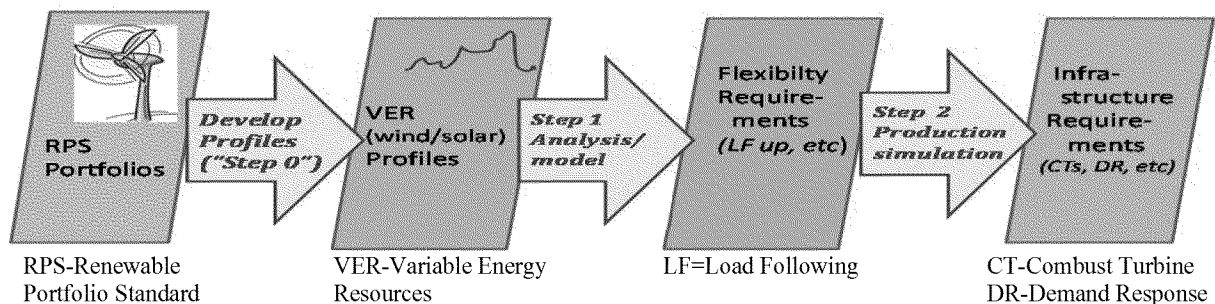 RPS
Portfolios
Develop
Profiles
("Step 0")
VER
(wind/solar)
Profiles
Step 1
Analysis/
model
Flexibilty
Require-
ments
(LF up, etc)
Step 2
Production
simulation
Infra-
structure
Require-
ments
(CTs, DR, etc)
RPS-Renewable
Portfolio Standard
VER-Variable Energy
Resources
LF=Load Following
CT-Combust Turbine
DR-Demand Response